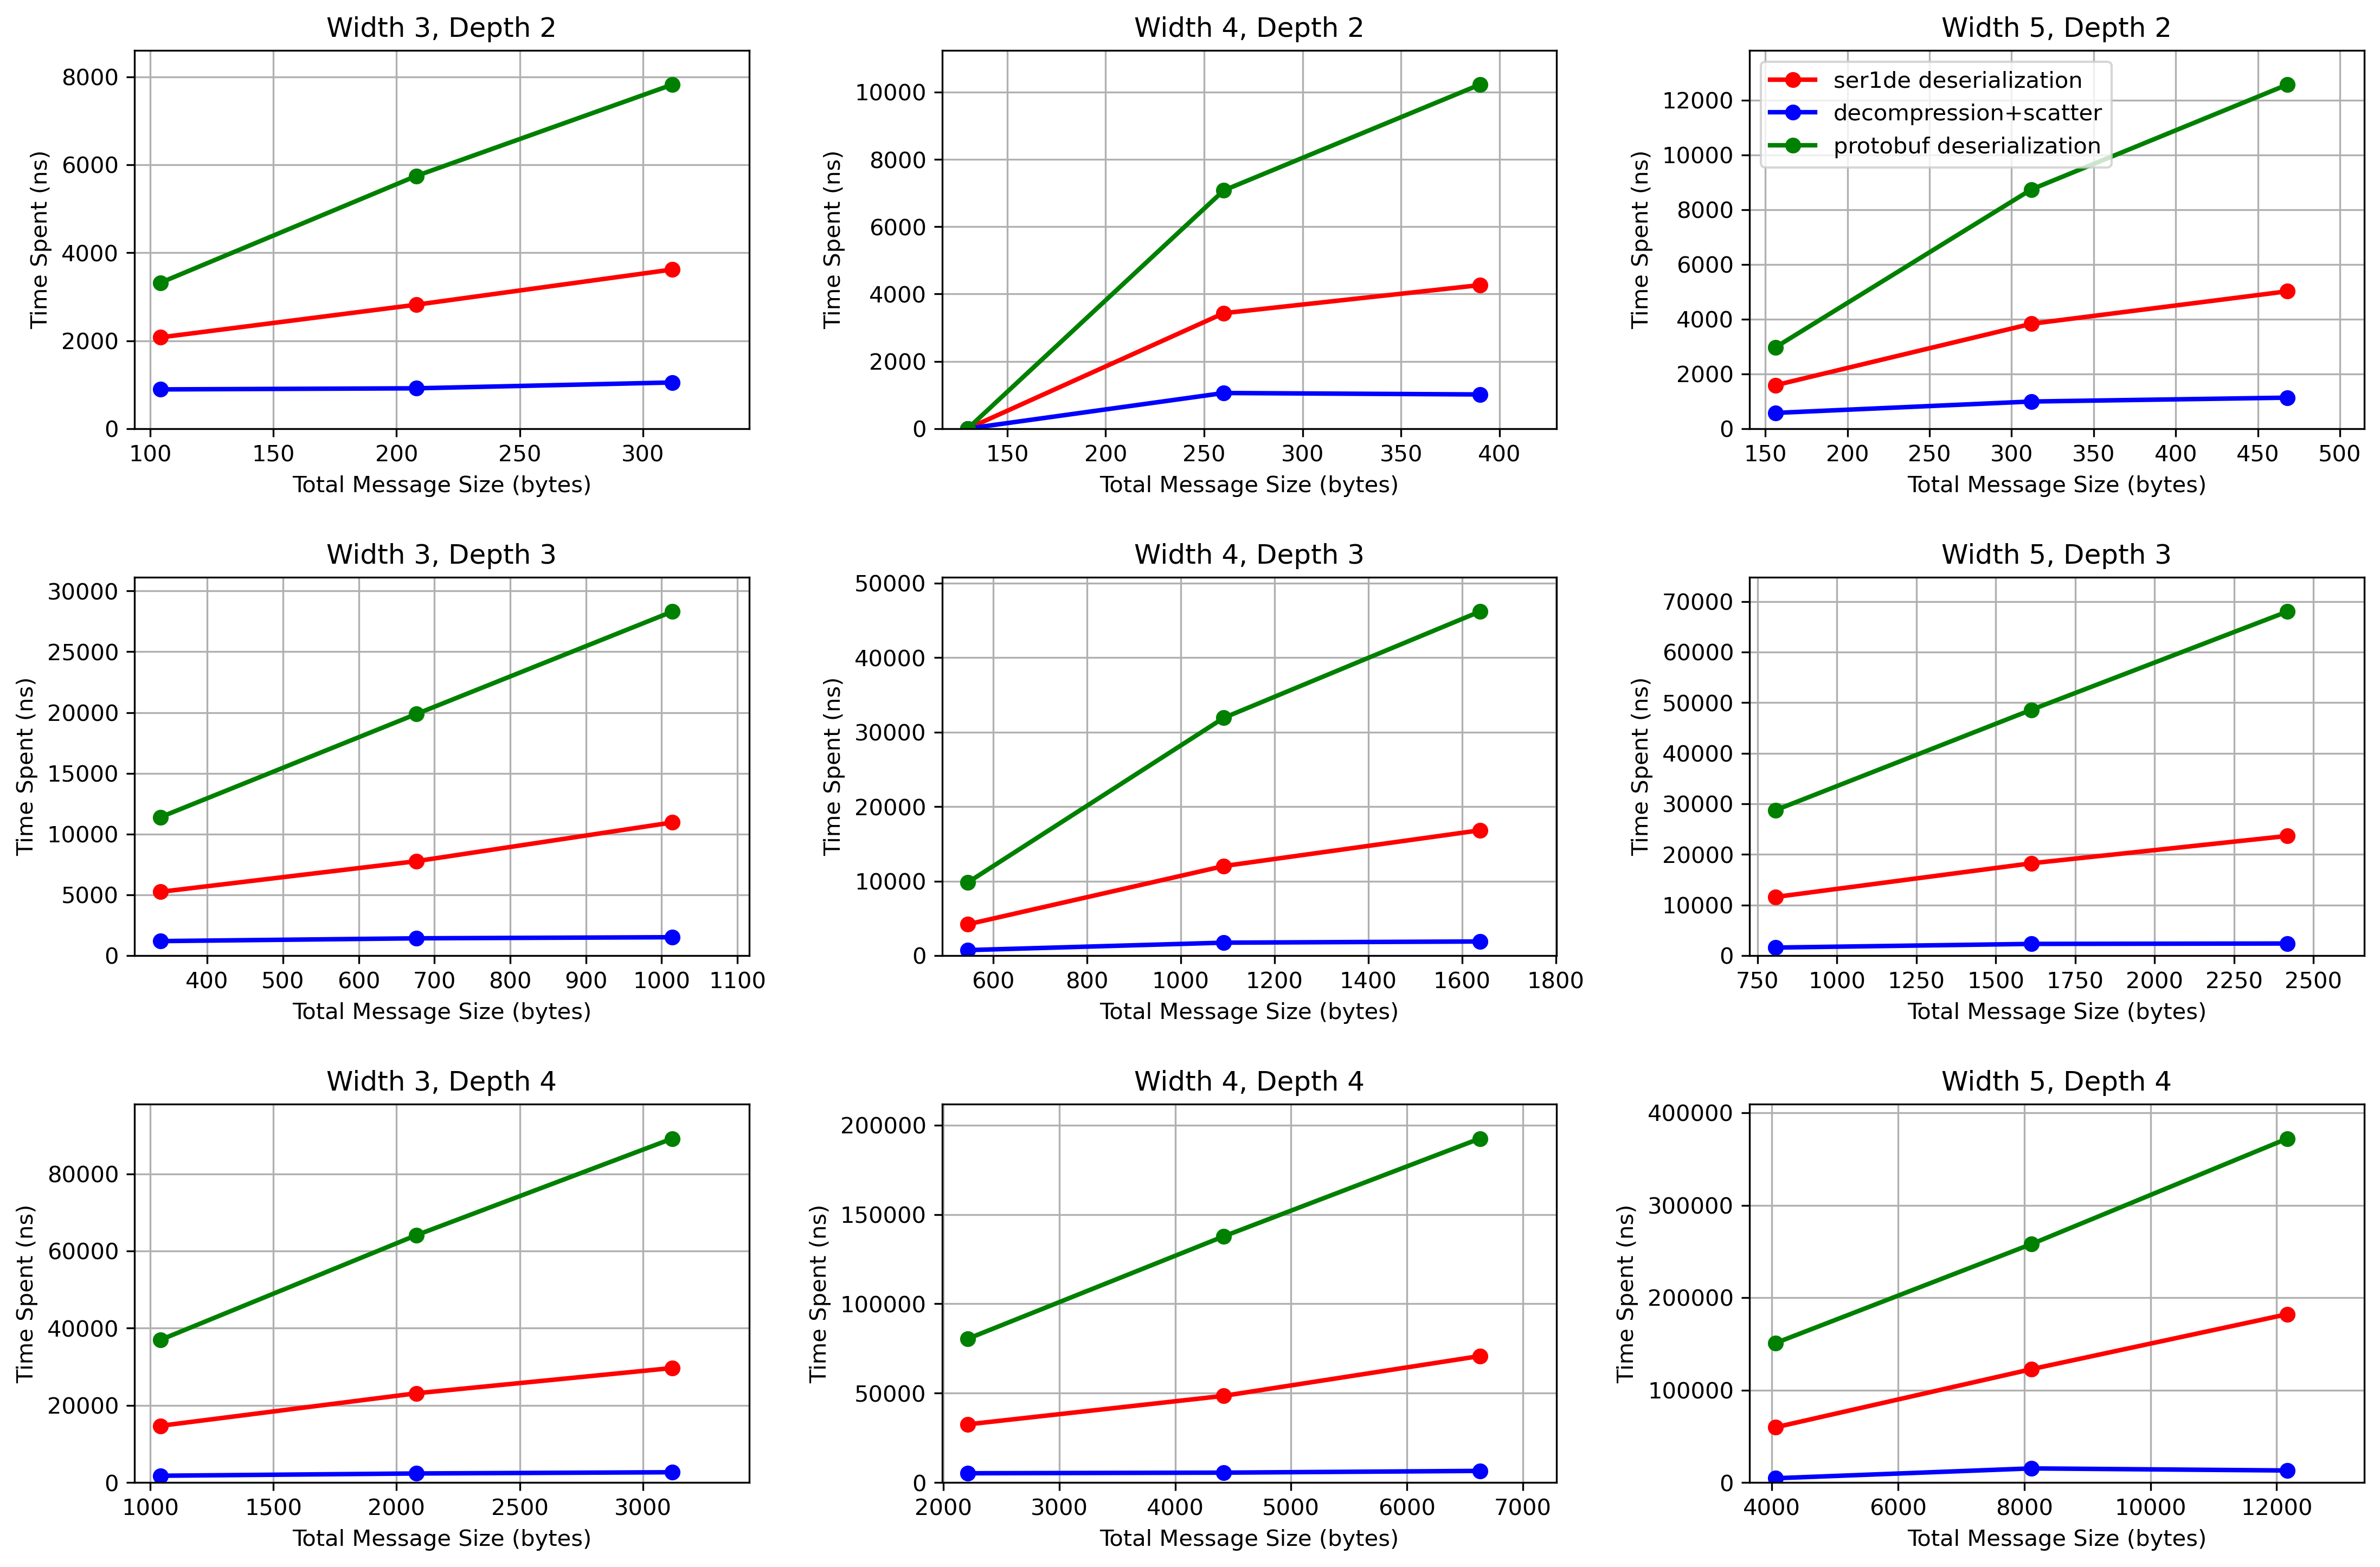 Width 3, Depth 2
Time Spent (ns)
8000
6000
4000
2000
0
100 150 200 250 300
Total Message Size (bytes)
Width 4, Depth 2
Time Spent (ns)
10000
8000
6000
4000
2000
0
150 200 250 300 350 400
Total Message Size (bytes)
Width 5, Depth 2
ser1de deserialization
decompression+scatter
protobuf deserialization
Time Spent (ns)
12000
10000
8000
6000
4000
2000
0
150 200 250 300 350 400 450 500
Total Message Size (bytes)
Width 3, Depth 3
Time Spent (ns)
30000
25000
20000
15000
10000
5000
0
400 500 600 700 800 900 1000 1100
Total Message Size (bytes)
Width 4, Depth 3
Time Spent (ns)
50000
40000
30000
20000
10000
0
600 800 1000 1200 1400 1600 1800
Total Message Size (bytes)
Width 5, Depth 3
Time Spent (ns)
70000
60000
50000
40000
30000
20000
10000
0
750 1000 1250 1500 1750 2000 2250 2500
Total Message Size (bytes)
Width 3, Depth 4
Time Spent (ns)
80000
60000
40000
20000
0
1000 1500 2000 2500 3000
Total Message Size (bytes)
Width 4, Depth 4
Time Spent (ns)
200000
150000
100000
50000
0
2000 3000 4000 5000 6000 7000
Total Message Size (bytes)
Width 5, Depth 4
Time Spent (ns)
400000
300000
200000
100000
0
4000 6000 8000 10000 12000
Total Message Size (bytes)